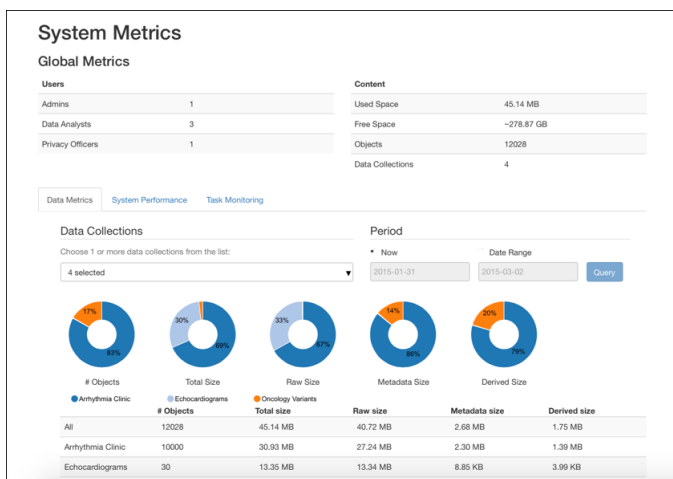 System Metrics
Global Metrics
Users
Admins 1
Data Analysts 3
Privacy Officers 1
Content
Used Space 45.14 MB
Free Space ~278.87 GB
Objects 12028
Data Collections 4
Data Metrics System Performance Task Monitoring
Data Collections
Choose 1 or more data collections from the list:
4 selected
Period
Now Date Range
2015-01-31 2015-03-02 Query
17% 83%
30% 69%
33% 67%
14% 86%
20% 79%
# Objects Total Size Raw Size Metadata Size Derived Size
Arrhythmia Clinic Echocardiograms Oncology Variants
# Objects Total size Raw size Metadata size Derived size
All 12028 45.14 MB 40.72 MB 2.68 MB 1.75 MB
Arrhythmia Clinic 10000 30.93 MB 27.24 MB 2.30 MB 1.39 MB
Echocardiograms 30 13.35 MB 13.34 MB 8.85 KB 3.99 KB